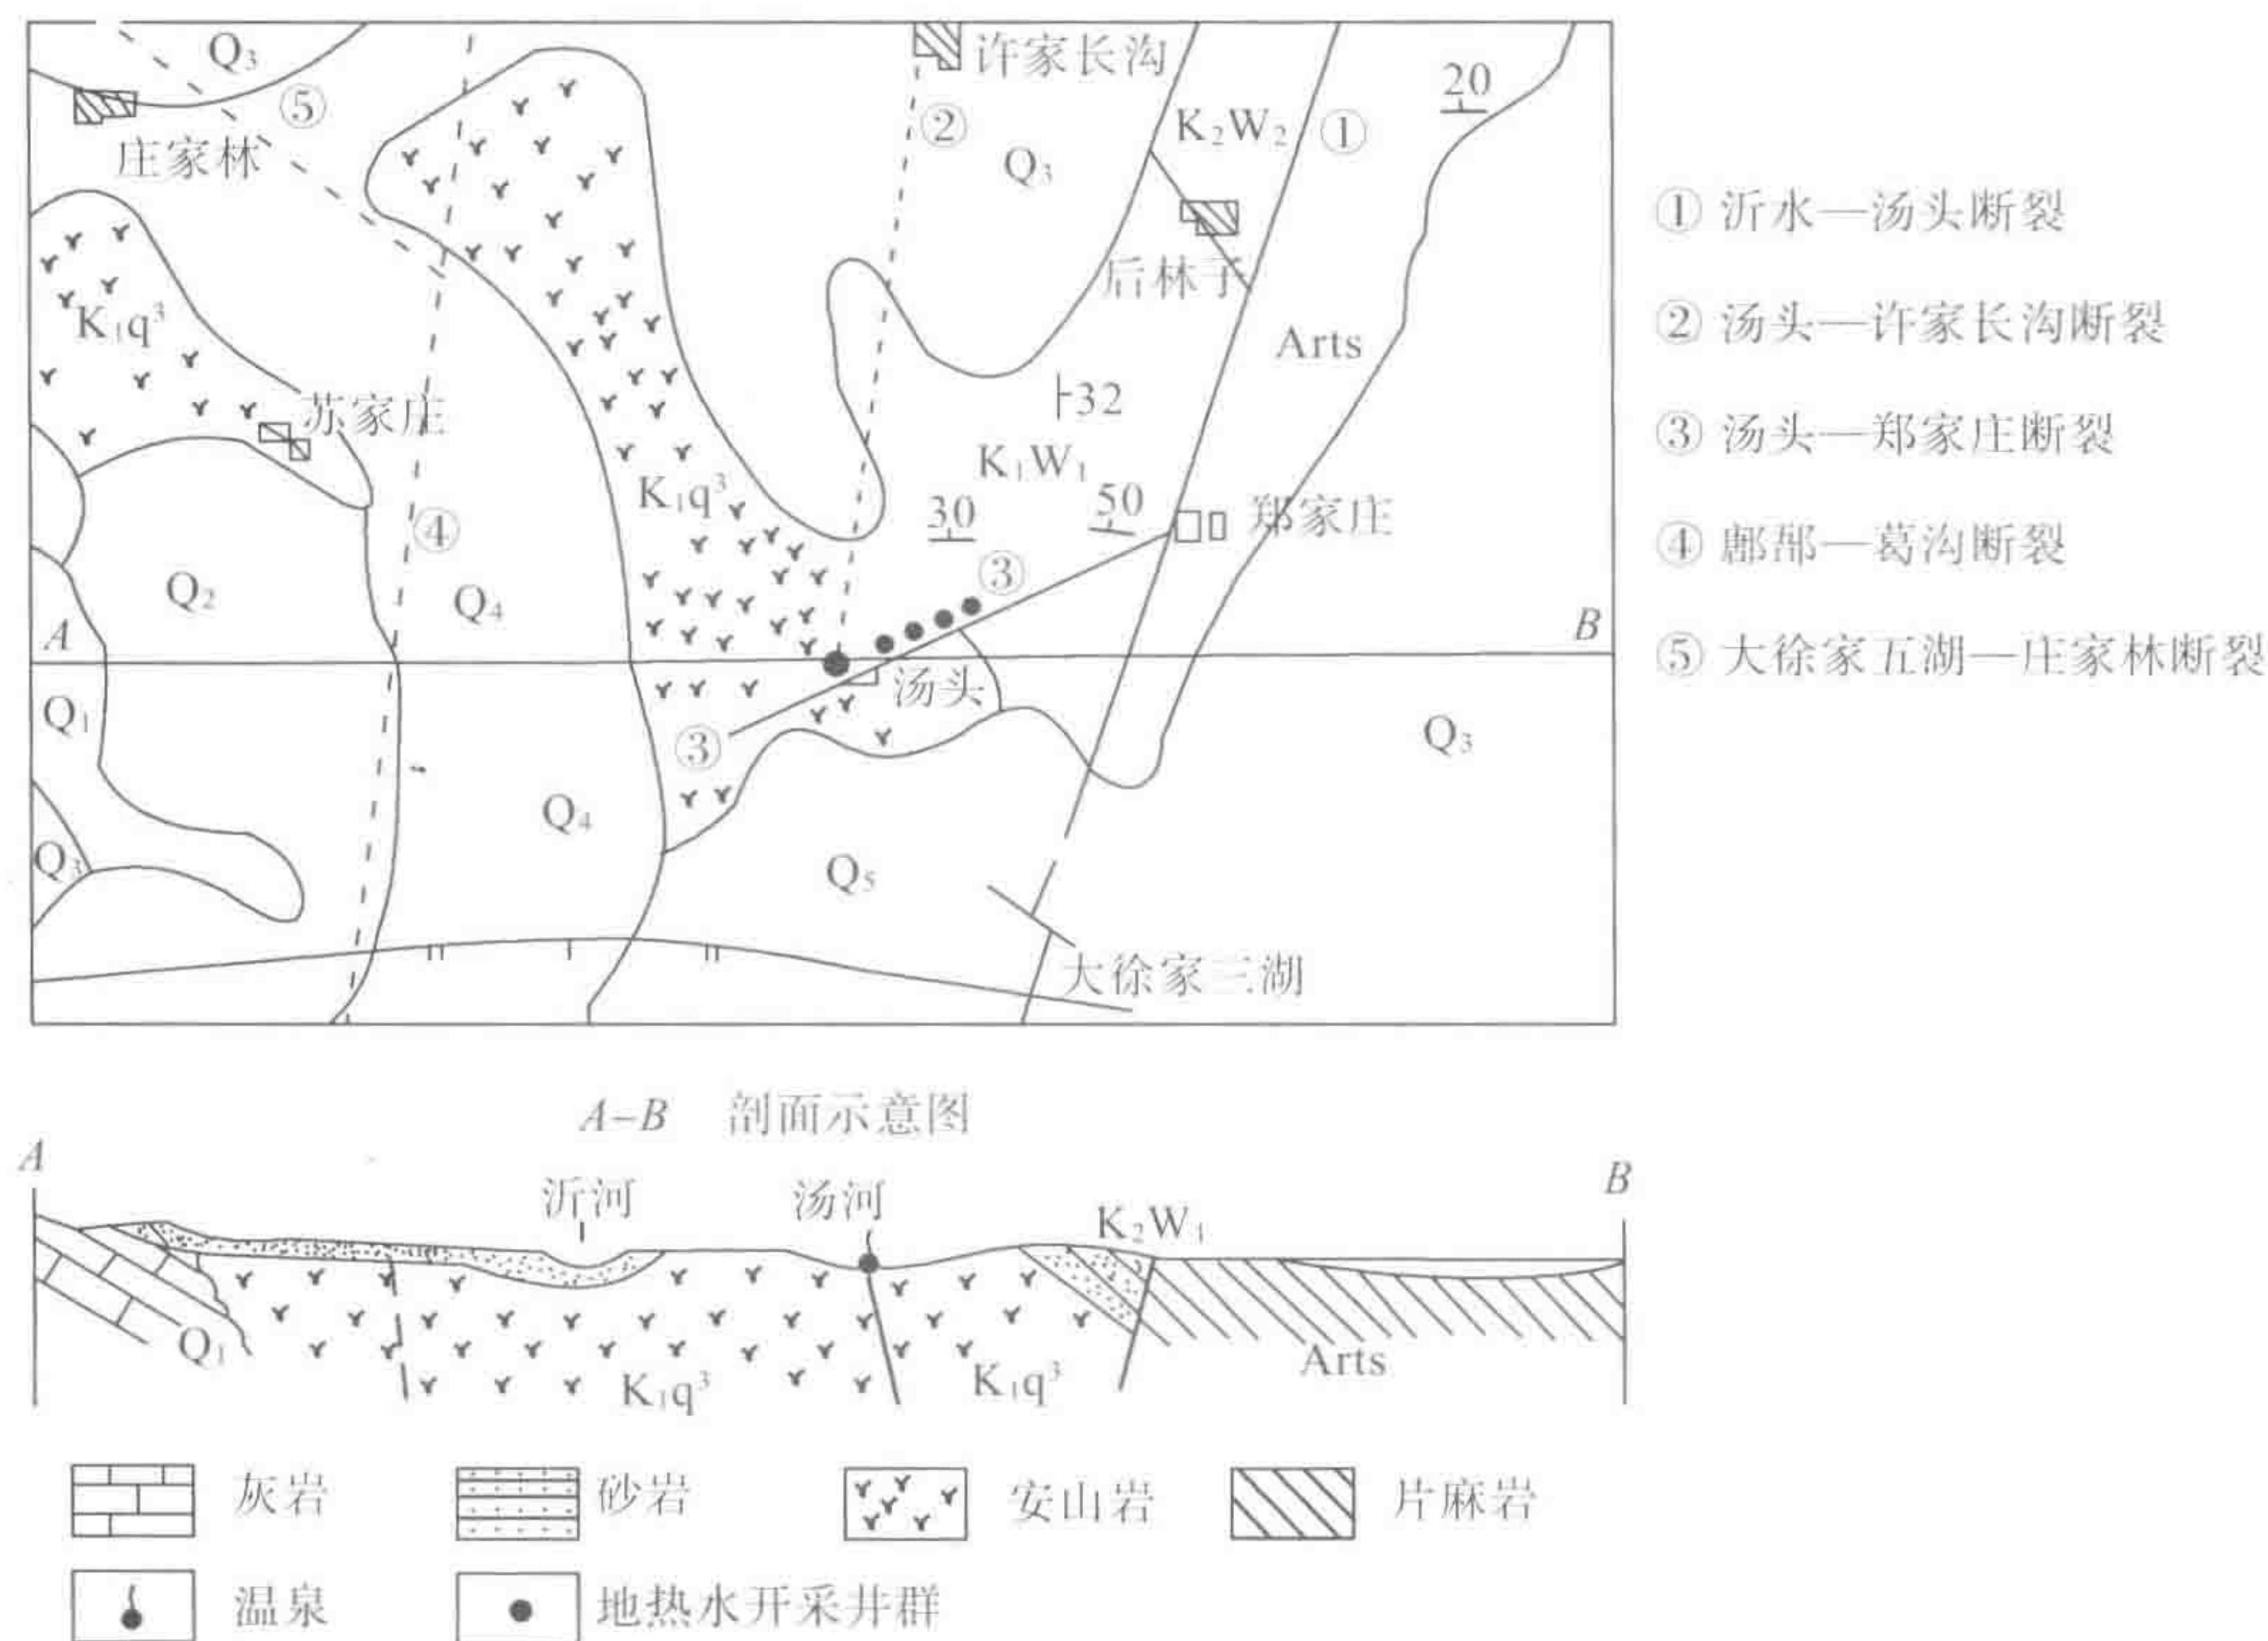 Q₃
许家长沟
⑤
②
K₂W₂
①
20
庄家林
Q₃
后林子
K₁q³
Arts
苏家庄
32
K₁W₁
K₁q³
30
50
郑家庄
④
③
Q₂
Q₄
A
B
汤头
Q₁
③
Q₃
Q₄
Q₃
Q₅
大徐家三湖
① 沂水—汤头断裂
② 汤头—许家长沟断裂
③ 汤头—郑家庄断裂
④ 鄌郚—葛沟断裂
⑤ 大徐家五湖—庄家林断裂
A–B 剖面示意图
A
沂河
汤河
K₂W₁
B
Q₁
K₁q³
K₁q³
Arts
灰岩
砂岩
安山岩
片麻岩
温泉
地热水开采井群